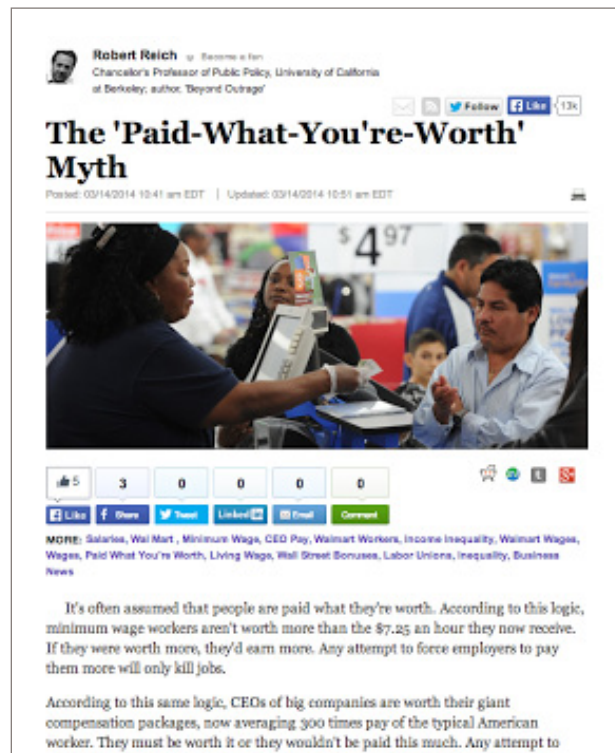 Robert Reich Become a fan
Chancellor's Professor of Public Policy, University of California
at Berkeley; author, 'Beyond Outrage'
Follow Like 13k
The 'Paid-What-You're-Worth'
Myth
Posted: 03/14/2014 10:41 am EDT | Updated: 03/14/2014 10:51 am EDT
$4.97
5 3 0 0 0 0
Like Share Tweet Linked in Email Comment
MORE: Salaries, Wal Mart , Minimum Wage, CEO Pay, Walmart Workers, Income Inequality, Walmart Wages,
Wages, Paid What You're Worth, Living Wage, Wall Street Bonuses, Labor Unions, Inequality, Business
News
It's often assumed that people are paid what they're worth. According to this logic,
minimum wage workers aren't worth more than the $7.25 an hour they now receive.
If they were worth more, they'd earn more. Any attempt to force employers to pay
them more will only kill jobs.
According to this same logic, CEOs of big companies are worth their giant
compensation packages, now averaging 300 times pay of the typical American
worker. They must be worth it or they wouldn't be paid this much. Any attempt to